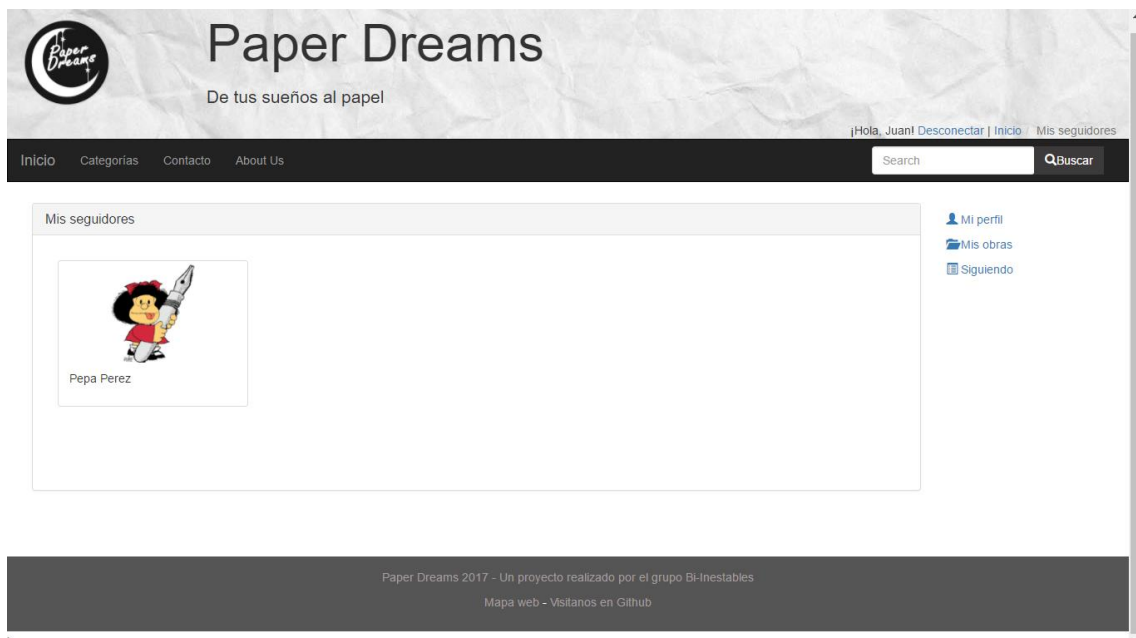 Paper Dreams
Paper Dreams
De tus sueños al papel
¡Hola, Juan! Desconectar | Inicio / Mis seguidores
Inicio Categorías Contacto About Us Search Buscar
Mis seguidores
Mi perfil
Mis obras
Siguiendo
Pepa Perez
Paper Dreams 2017 - Un proyecto realizado por el grupo Bi-Inestables
Mapa web - Visítanos en Github